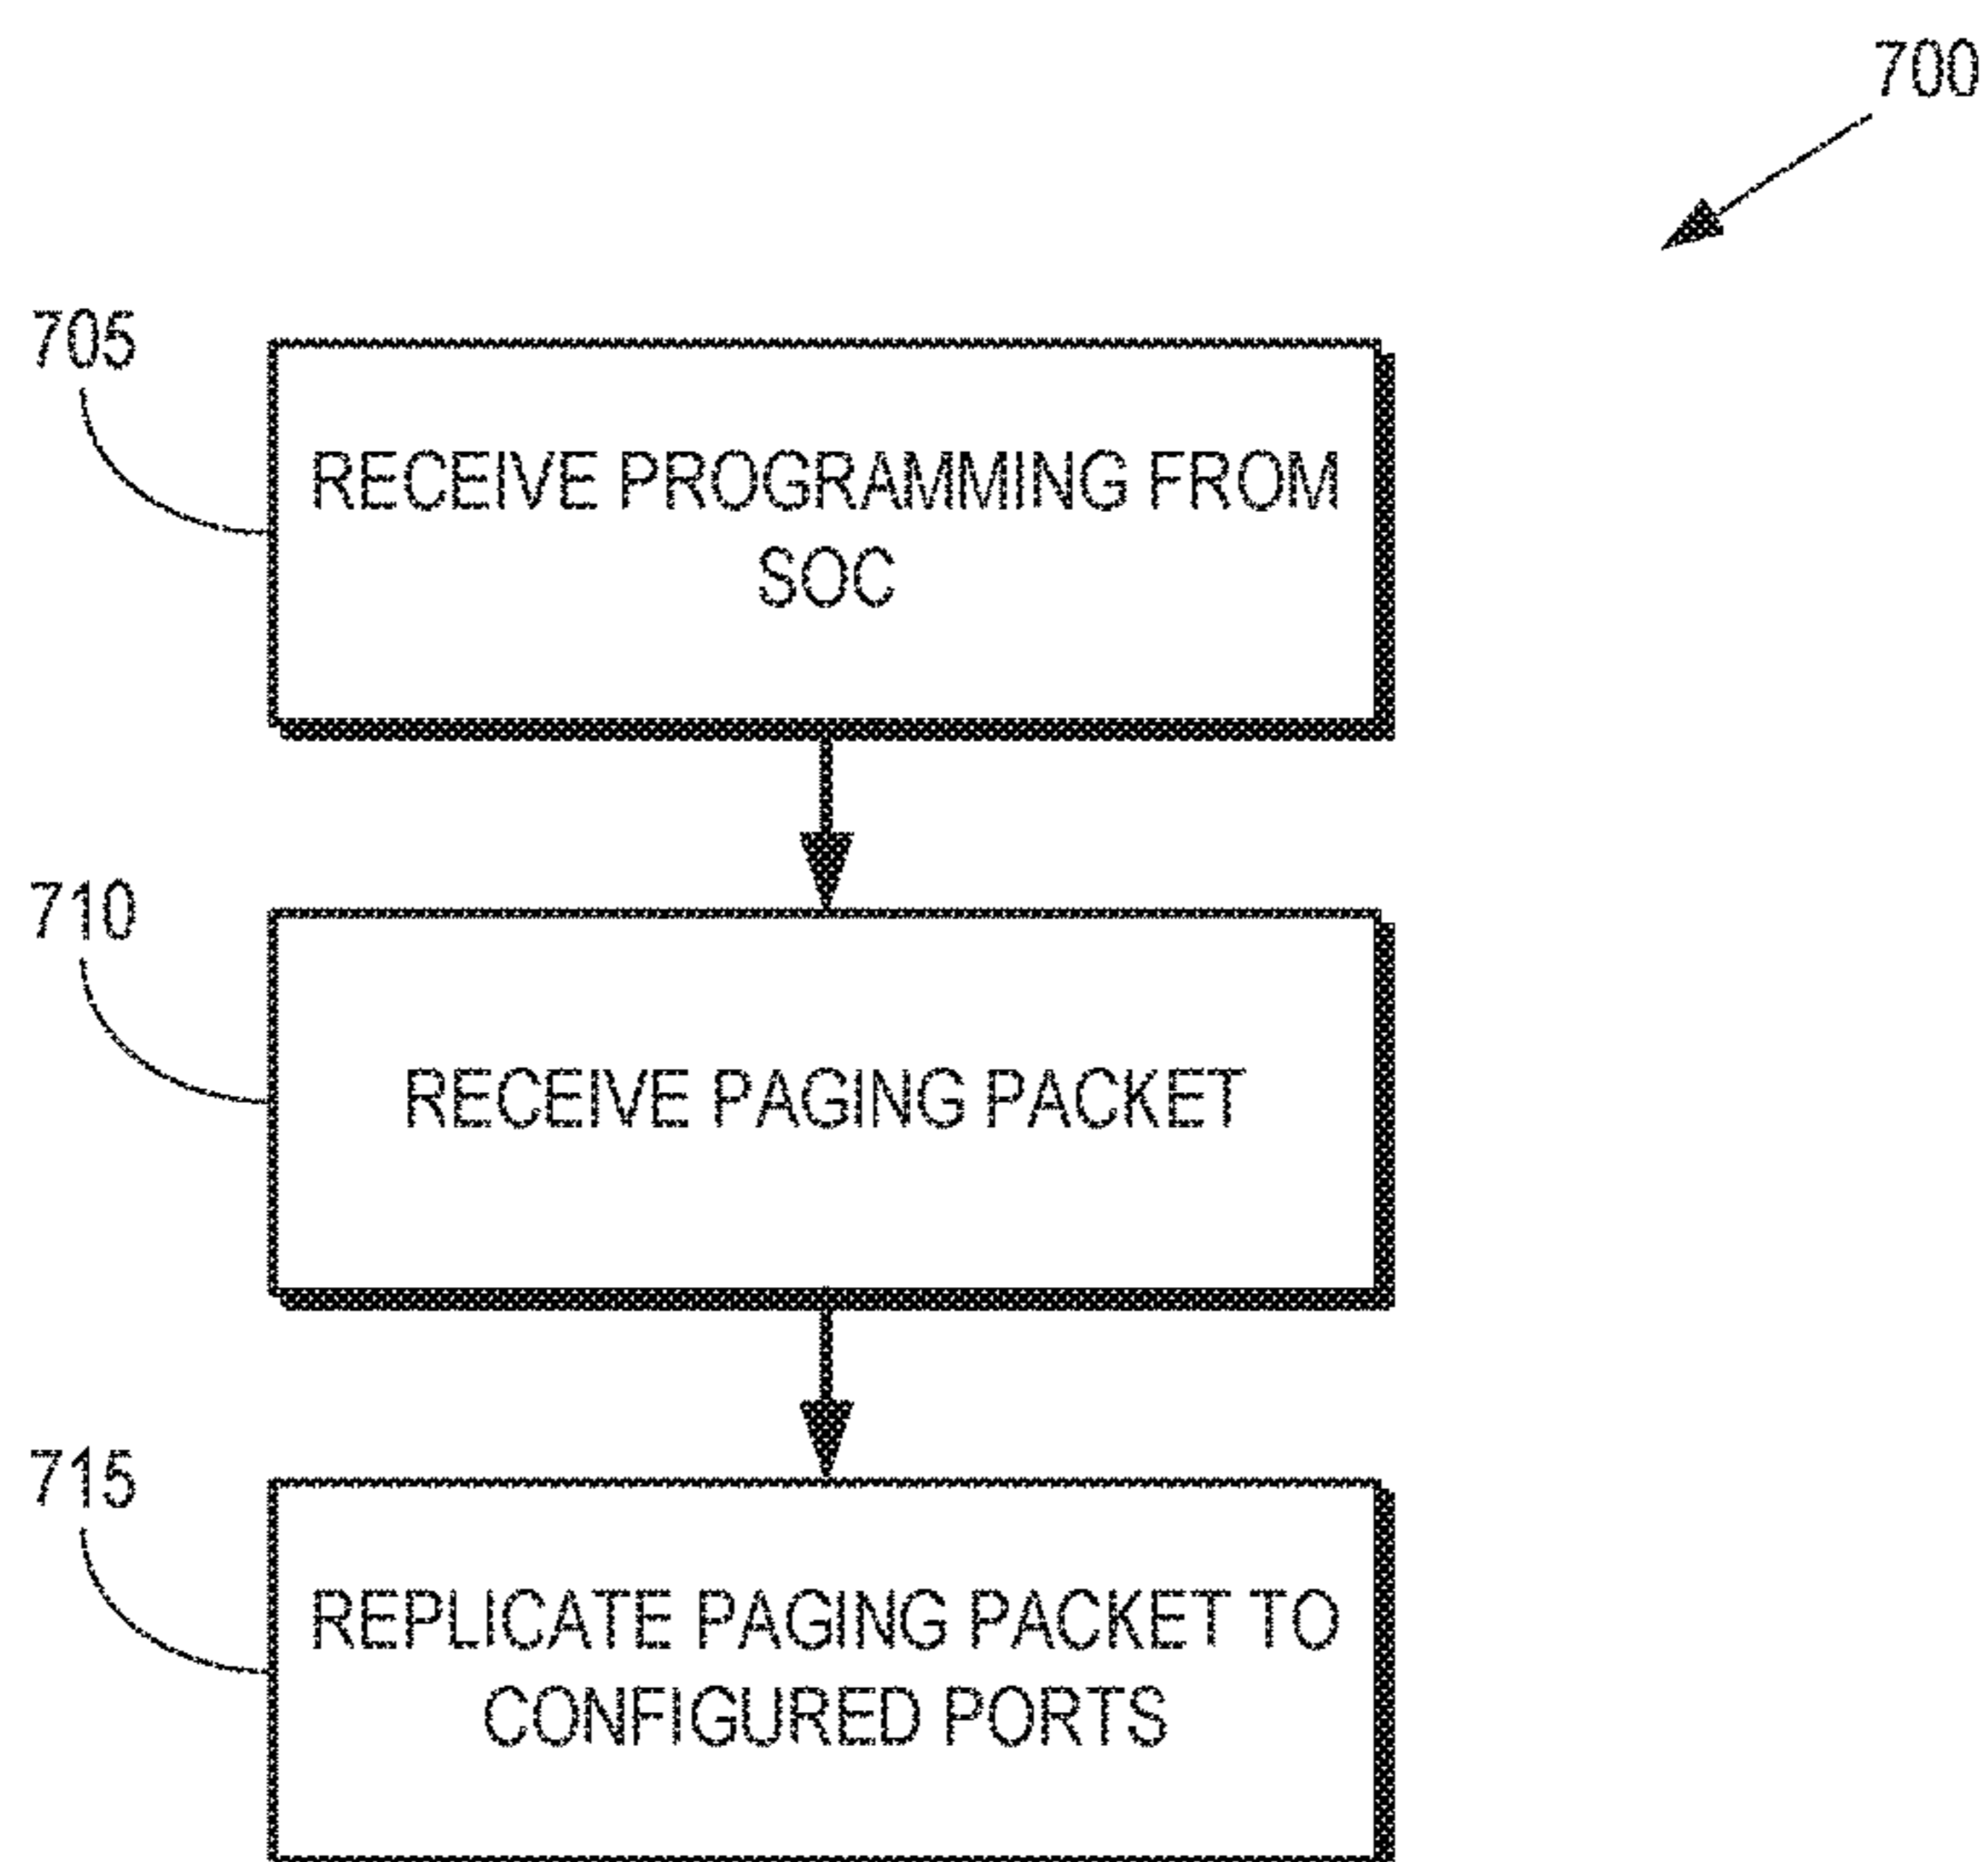 700
705
RECEIVE PROGRAMMING FROM
SOC
710
RECEIVE PAGING PACKET
715
REPLICATE PAGING PACKET TO
CONFIGURED PORTS